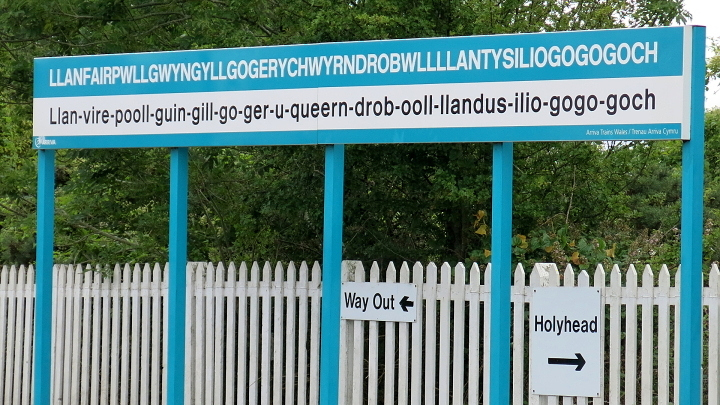 LLANFAIRPWLLGWYNGYLLGOGERYCHWYRNDROBWLLLLANTYSILIOGOGOGOCH
Llan-vire-pooll-guin-gill-go-ger-u-queern-drob-ooll-llandus-ilio-gogo-goch
Arriva Trains Wales / Trenau Arriva Cymru
Way Out ←
Holyhead
→